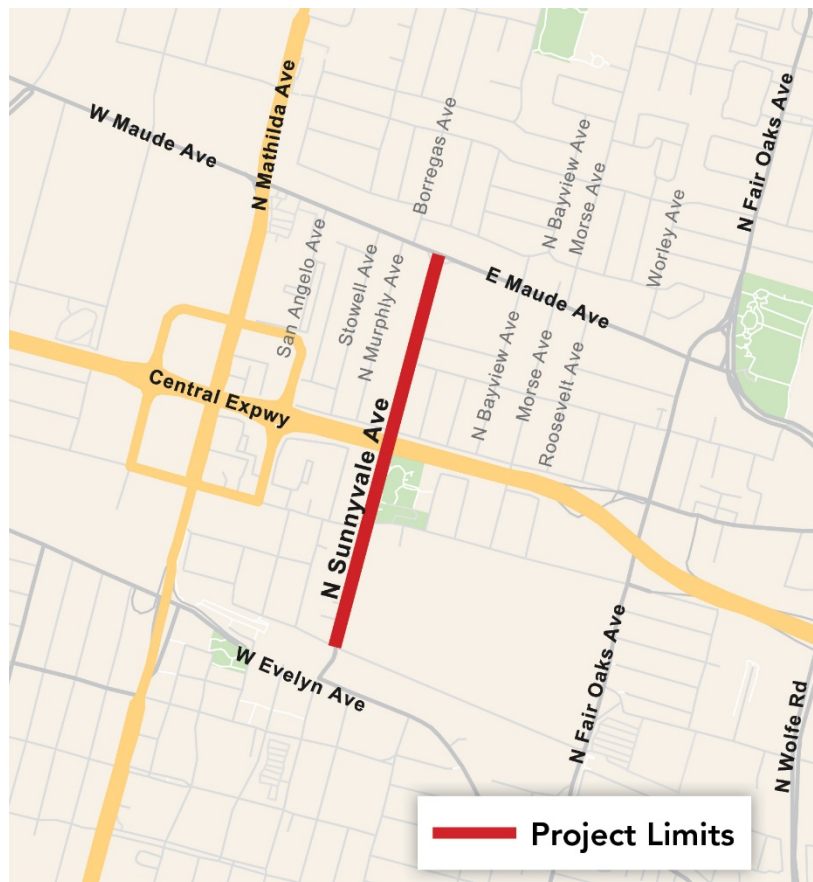 N Mathilda Ave
W Maude Ave
Borregas Ave
N Bayview Ave
Morse Ave
N Fair Oaks Ave
Worley Ave
San Angelo Ave
Stowell Ave
N Murphly Ave
E Maude Ave
Central Expwy
N Bayview Ave
Morse Ave
Roosevelt Ave
N Sunnyvale Ave
W Evelyn Ave
N Fair Oaks Ave
N Wolfe Rd
Project Limits